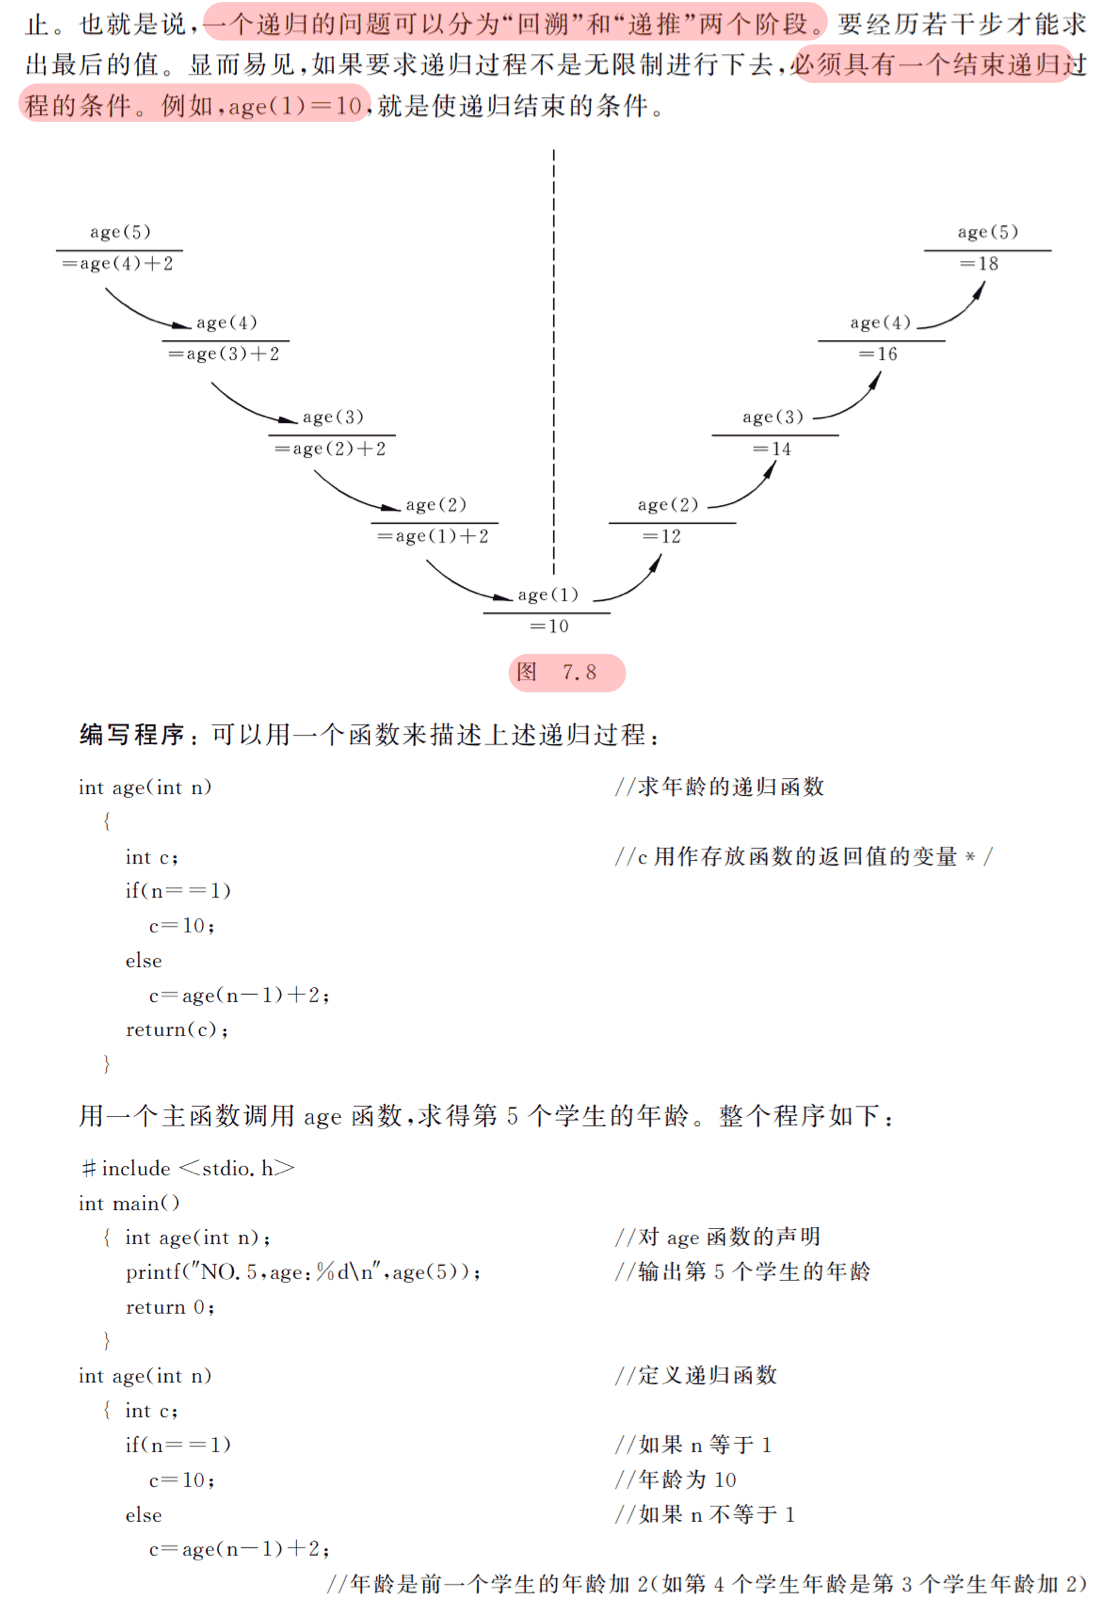 止。也就是说,一个递归的问题可以分为“回溯”和“递推”两个阶段。要经历若干步才能求
出最后的值。显而易见,如果要求递归过程不是无限制进行下去,必须具有一个结束递归过
程的条件。例如,age(1)=10,就是使递归结束的条件。
age(5)
=age(4)+2
age(4)
=age(3)+2
age(3)
=age(2)+2
age(2)
=age(1)+2
age(1)
=10
age(2)
=12
age(3)
=14
age(4)
=16
age(5)
=18
图 7.8
编写程序:可以用一个函数来描述上述递归过程:
int age(int n) //求年龄的递归函数
{
int c; //c用作存放函数的返回值的变量*/
if(n==1)
c=10;
else
c=age(n-1)+2;
return(c);
}
用一个主函数调用 age 函数,求得第 5 个学生的年龄。整个程序如下:
#include <stdio.h>
int main()
{ int age(int n); //对 age 函数的声明
printf("NO.5,age:%d\n",age(5)); //输出第 5 个学生的年龄
return 0;
}
int age(int n) //定义递归函数
{ int c;
if(n==1) //如果 n 等于 1
c=10; //年龄为 10
else //如果 n 不等于 1
c=age(n-1)+2;
//年龄是前一个学生的年龄加 2(如第 4 个学生年龄是第 3 个学生年龄加 2)